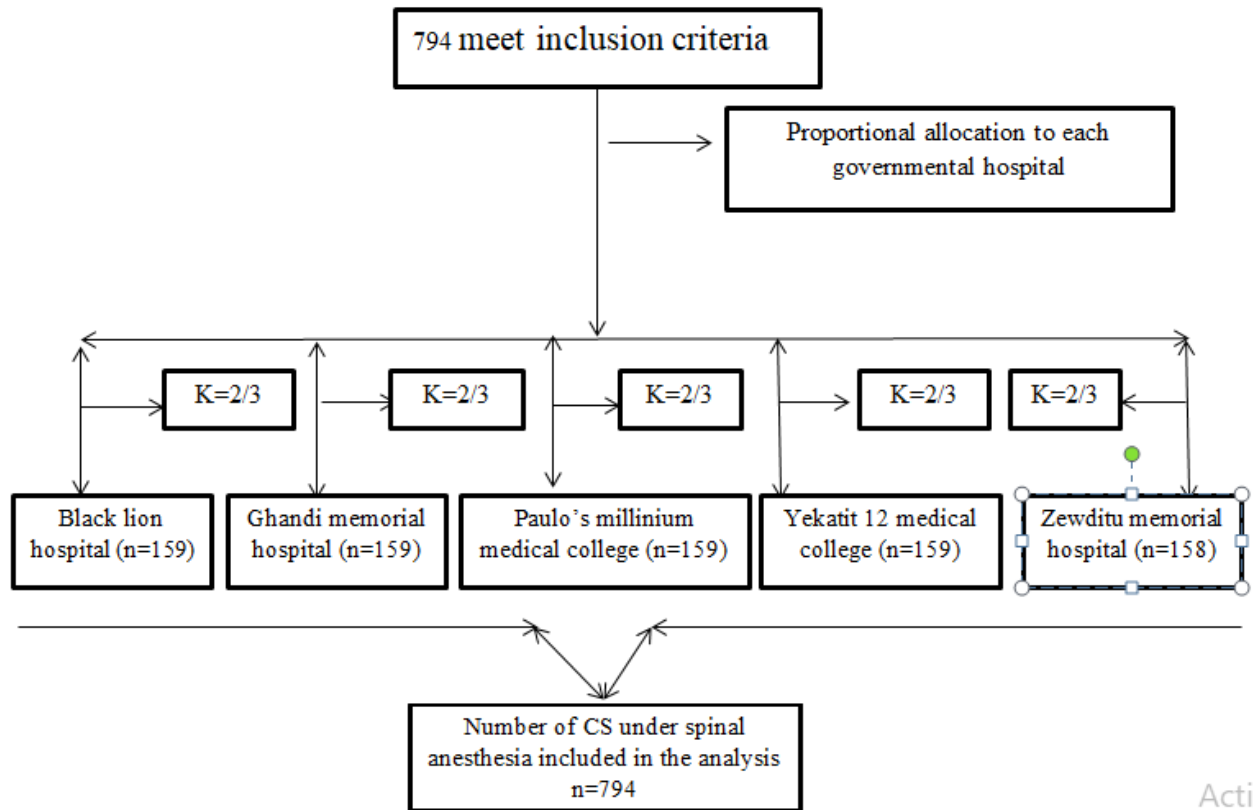 794 meet inclusion criteria
Proportional allocation to each
governmental hospital
K=2/3
K=2/3
K=2/3
K=2/3
K=2/3
Black lion
hospital (n=159)
Ghandi memorial
hospital (n=159)
Paulo’s millinium
medical college (n=159)
Yekatit 12 medical
college (n=159)
Zewditu memorial
hospital (n=158)
Number of CS under spinal
anesthesia included in the analysis
n=794
Acti